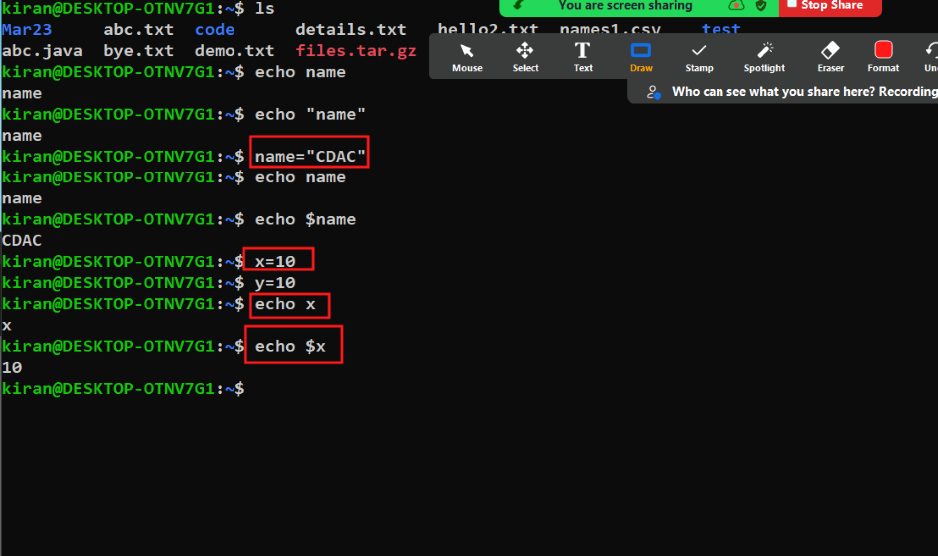 kiran@DESKTOP-OTNV7G1:~$ ls
You are screen sharing
Stop Share
Mar23 abc.txt code details.txt hello2.txt names1.csv test
abc.java bye.txt demo.txt files.tar.gz
Mouse Select Text Draw Stamp Spotlight Eraser Format
Who can see what you share here? Recording
kiran@DESKTOP-OTNV7G1:~$ echo name
name
kiran@DESKTOP-OTNV7G1:~$ echo "name"
name
kiran@DESKTOP-OTNV7G1:~$ name="CDAC"
kiran@DESKTOP-OTNV7G1:~$ echo name
name
kiran@DESKTOP-OTNV7G1:~$ echo $name
CDAC
kiran@DESKTOP-OTNV7G1:~$ x=10
kiran@DESKTOP-OTNV7G1:~$ y=10
kiran@DESKTOP-OTNV7G1:~$ echo x
x
kiran@DESKTOP-OTNV7G1:~$ echo $x
10
kiran@DESKTOP-OTNV7G1:~$